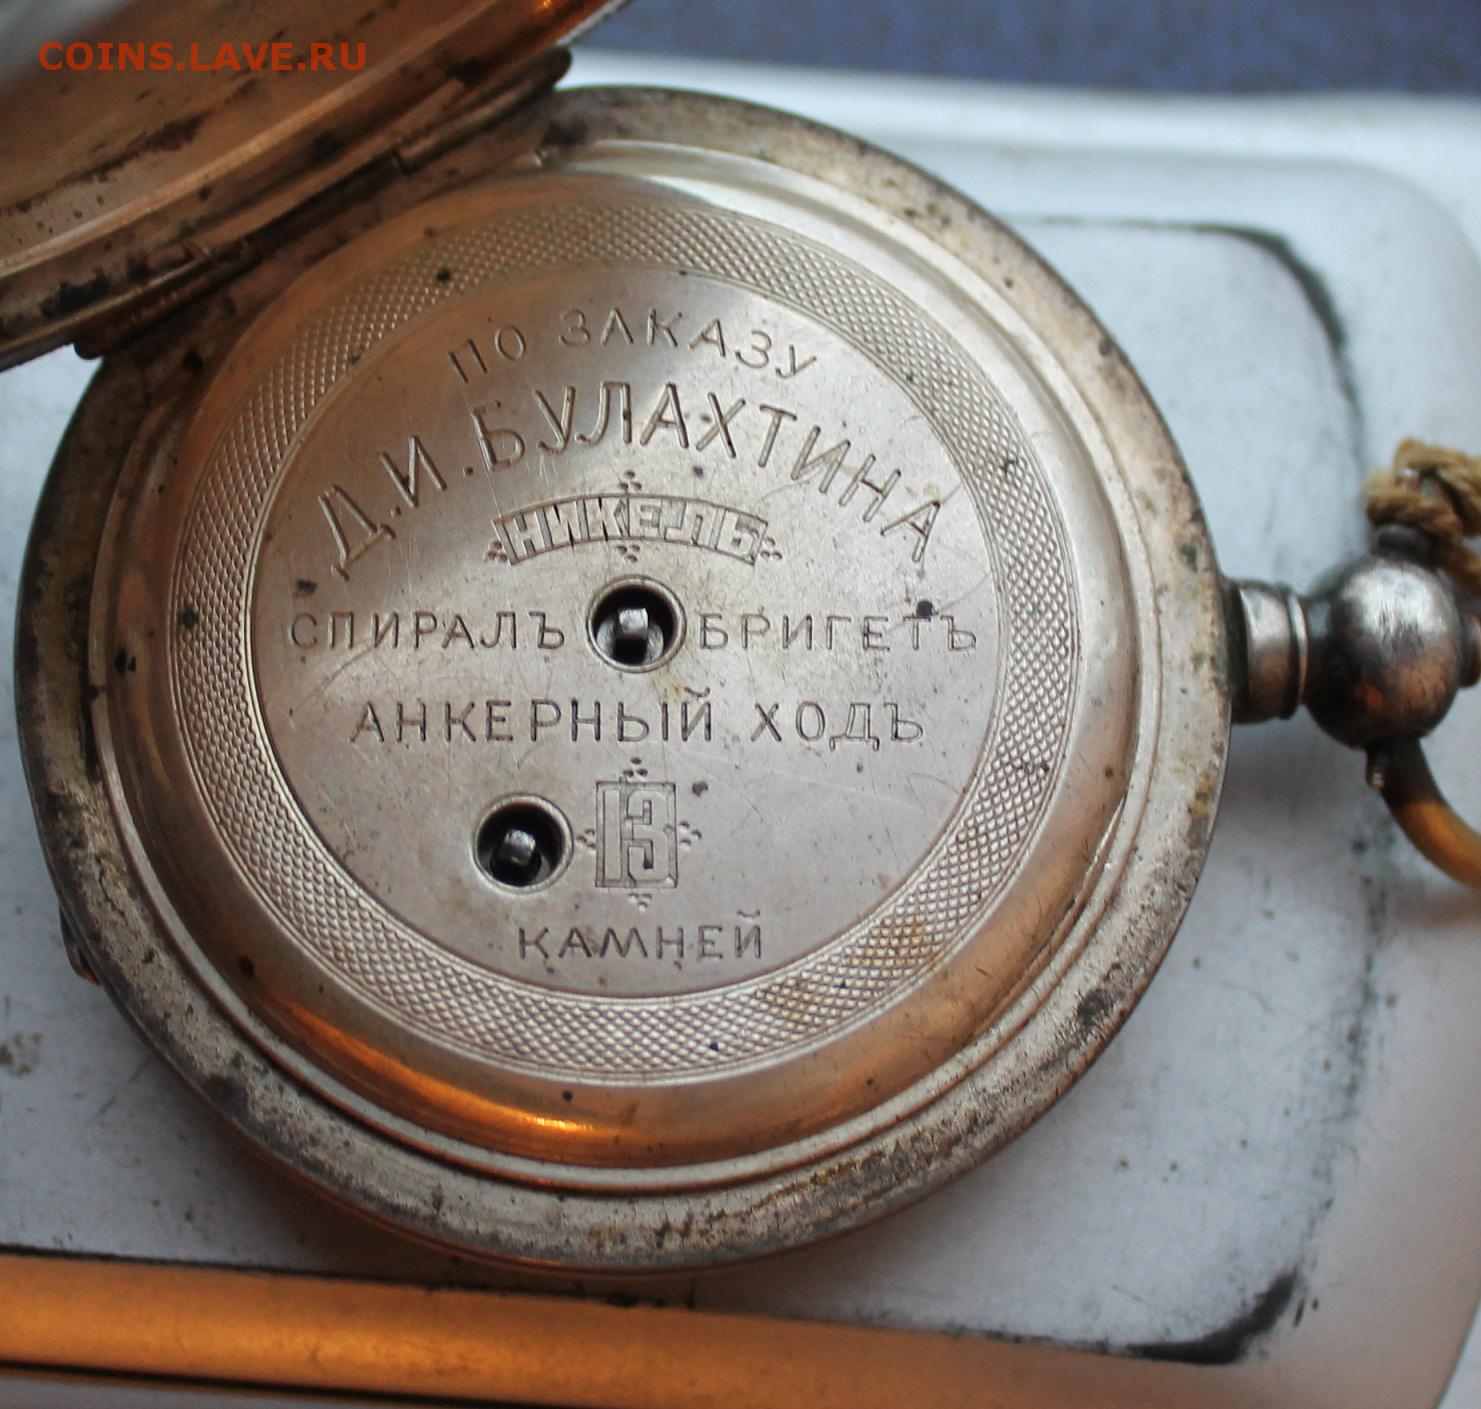 COINS.LAVE.RU
ПО ЗАКАЗУ
Д.И.БУЛАХТИНА
НИКЕЛЬ
СПИРАЛЪ БРИГЕТЪ
АНКЕРНЫЙ ХОДЪ
13
КАМНЕЙ